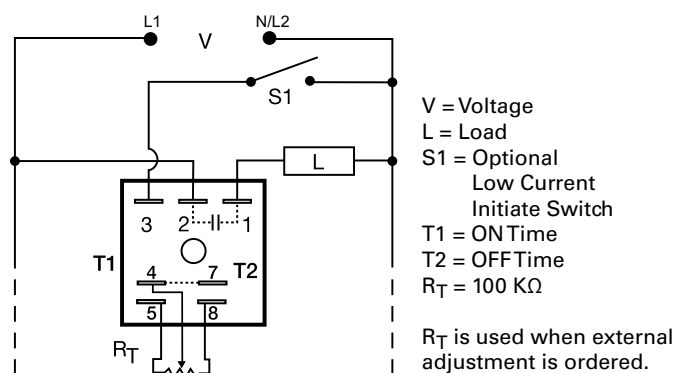 L1 V N/L2
S1
L
3 2 1
T1 4 7 T2
5 8
RT
V = Voltage
L = Load
S1 = Optional
Low Current
Initiate Switch
T1 = ON Time
T2 = OFF Time
RT = 100 KΩ
RT is used when external
adjustment is ordered.